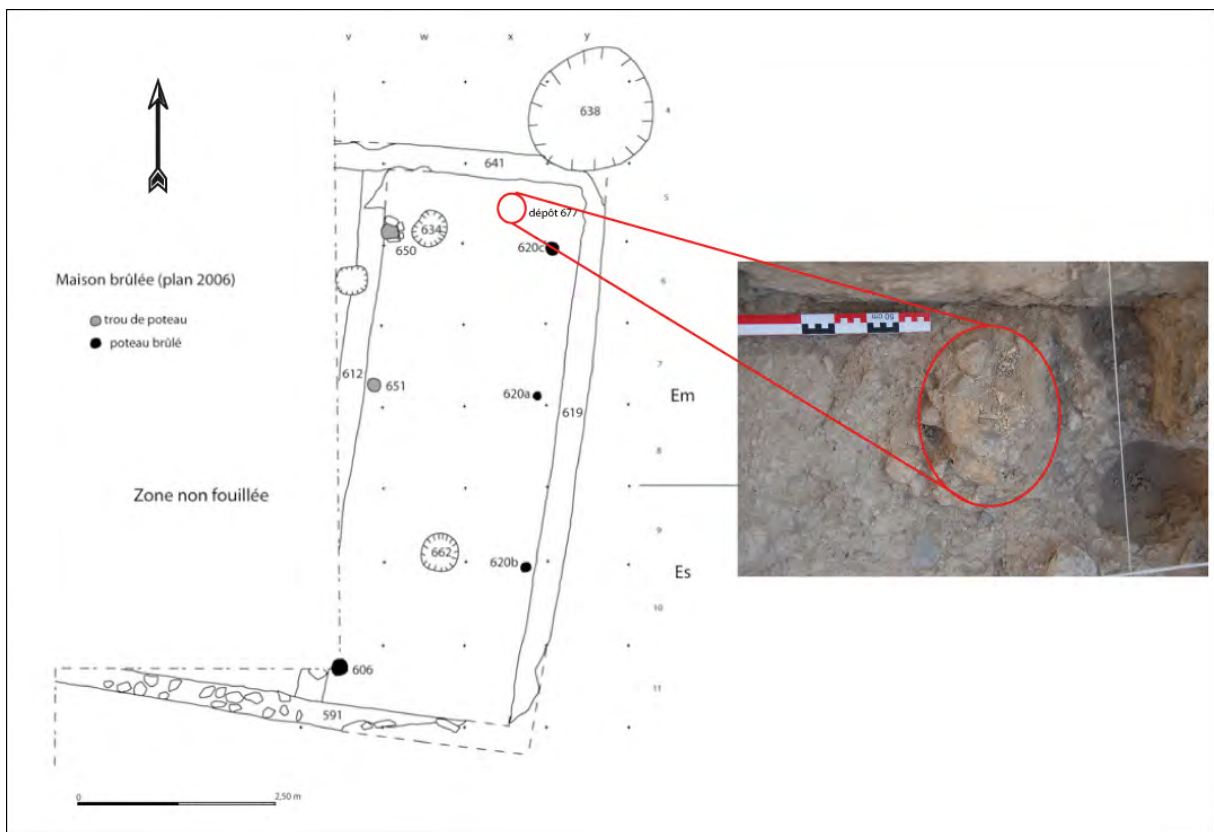 v w x y
638
4
641
5
dépôt 677
634
650
620c
Maison brûlée (plan 2006)
6
trou de poteau
poteau brûlé
50 cm
7
612
651
620a
Em
619
8
Zone non fouillée
9
662
620b
Es
10
606
11
591
0 2,50 m